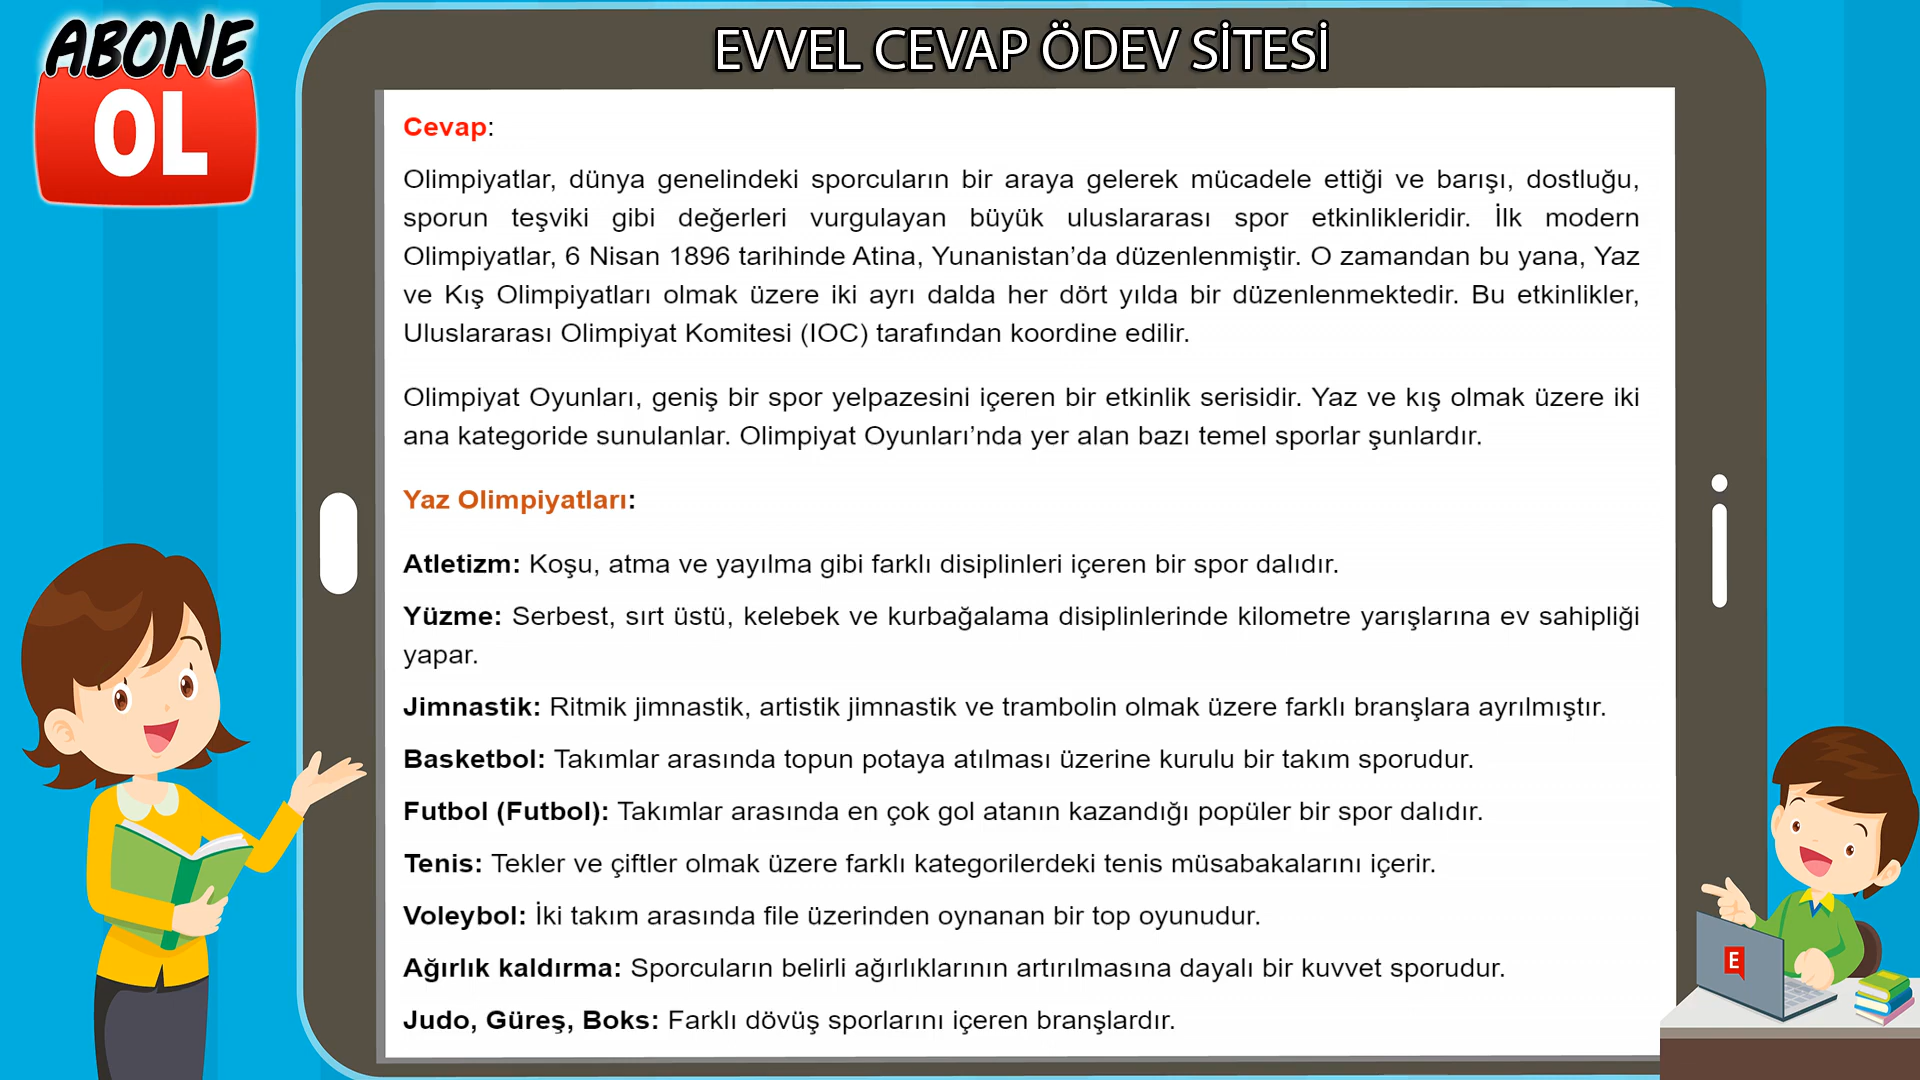 ABONE
OL
EVVEL CEVAP ÖDEV SİTESİ
Cevap:
Olimpiyatlar, dünya genelindeki sporcuların bir araya gelerek mücadele ettiği ve barışı, dostluğu,
sporun teşviki gibi değerleri vurgulayan büyük uluslararası spor etkinlikleridir. İlk modern
Olimpiyatlar, 6 Nisan 1896 tarihinde Atina, Yunanistan’da düzenlenmiştir. O zamandan bu yana, Yaz
ve Kış Olimpiyatları olmak üzere iki ayrı dalda her dört yılda bir düzenlenmektedir. Bu etkinlikler,
Uluslararası Olimpiyat Komitesi (IOC) tarafından koordine edilir.
Olimpiyat Oyunları, geniş bir spor yelpazesini içeren bir etkinlik serisidir. Yaz ve kış olmak üzere iki
ana kategoride sunulanlar. Olimpiyat Oyunları’nda yer alan bazı temel sporlar şunlardır.
Yaz Olimpiyatları:
Atletizm: Koşu, atma ve yayılma gibi farklı disiplinleri içeren bir spor dalıdır.
Yüzme: Serbest, sırt üstü, kelebek ve kurbağalama disiplinlerinde kilometre yarışlarına ev sahipliği
yapar.
Jimnastik: Ritmik jimnastik, artistik jimnastik ve trambolin olmak üzere farklı branşlara ayrılmıştır.
Basketbol: Takımlar arasında topun potaya atılması üzerine kurulu bir takım sporudur.
Futbol (Futbol): Takımlar arasında en çok gol atanın kazandığı popüler bir spor dalıdır.
Tenis: Tekler ve çiftler olmak üzere farklı kategorilerdeki tenis müsabakalarını içerir.
Voleybol: İki takım arasında file üzerinden oynanan bir top oyunudur.
Ağırlık kaldırma: Sporcuların belirli ağırlıklarının artırılmasına dayalı bir kuvvet sporudur.
Judo, Güreş, Boks: Farklı dövüş sporlarını içeren branşlardır.
E